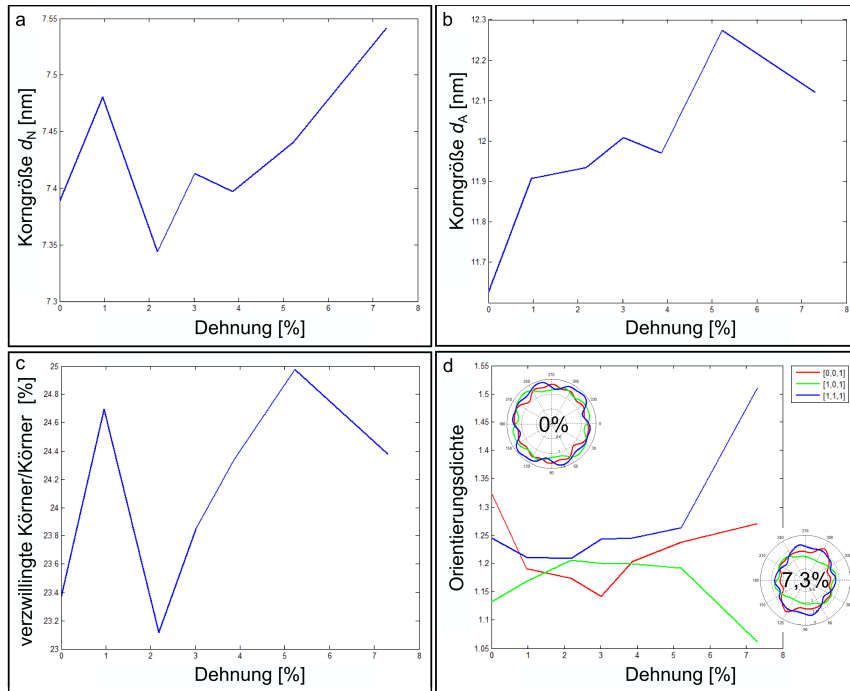 a
Korngröße dN [nm]
7.55
7.5
7.45
7.4
7.35
7.3
0 1 2 3 4 5 6 7 8
Dehnung [%]
b
Korngröße dA [nm]
12.3
12.2
12.1
12
11.9
11.8
11.7
0 1 2 3 4 5 6 7 8
Dehnung [%]
c
verzwillingte Körner/Körner [%]
25
24.8
24.6
24.4
24.2
24
23.8
23.6
23.4
23.2
23
0 1 2 3 4 5 6 7 8
Dehnung [%]
d
Orientierungsdichte
1.55
1.5
1.45
1.4
1.35
1.3
1.25
1.2
1.15
1.1
1.05
0 1 2 3 4 5 6 7 8
Dehnung [%]
[0,0,1]
[1,0,1]
[1,1,1]
0%
7,3%